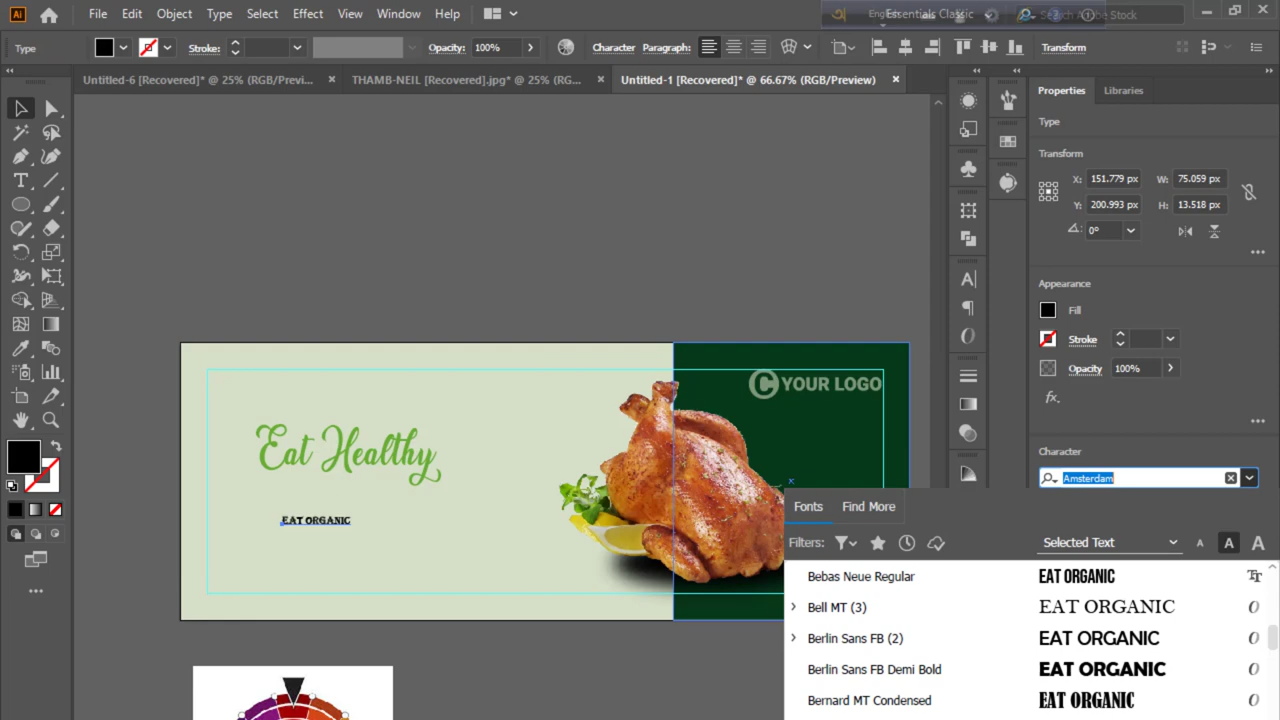 Ai File Edit Object Type Select Effect View Window Help
Essentials Classic
Type Stroke: Opacity: 100% Character Paragraph: Transform
Untitled-6 [Recovered]* @ 25% (RGB/Previ... × THAMB-NEIL [Recovered].jpg* @ 25% (RG... × Untitled-1 [Recovered]* @ 66.67% (RGB/Preview) ×
Properties Libraries
Type
Transform
X: 151.779 px W: 75.059 px
Y: 200.993 px H: 13.518 px
0°
Appearance
Fill
Stroke
Opacity 100%
fx.
Character
Amsterdam
C YOUR LOGO
Eat Healthy
EAT ORGANIC
Fonts Find More
Filters: Selected Text A A A
Bebas Neue Regular EAT ORGANIC
Bell MT (3) EAT ORGANIC
Berlin Sans FB (2) EAT ORGANIC
Berlin Sans FB Demi Bold EAT ORGANIC
Bernard MT Condensed EAT ORGANIC